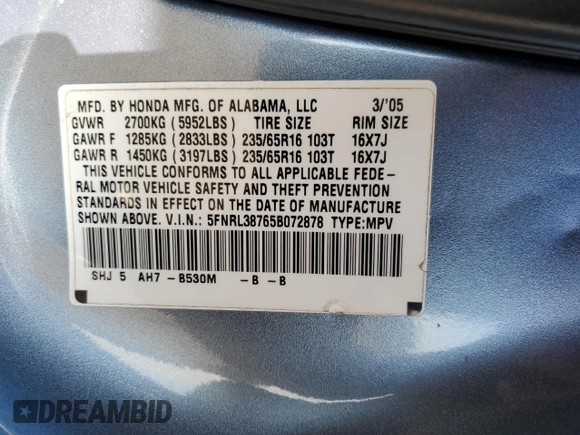 MFD. BY HONDA MFG. OF ALABAMA, LLC 3/'05
GVWR 2700KG (5952LBS) TIRE SIZE RIM SIZE
GAWR F 1285KG (2833LBS) 235/65R16 103T 16X7J
GAWR R 1450KG (3197LBS) 235/65R16 103T 16X7J
THIS VEHICLE CONFORMS TO ALL APPLICABLE FEDE-
RAL MOTOR VEHICLE SAFETY AND THEFT PREVENTION
STANDARDS IN EFFECT ON THE DATE OF MANUFACTURE
SHOWN ABOVE. V.I.N.: 5FNRL38765B072878 TYPE:MPV
SHJ 5 AH7 -B530M -B -B
DREAMBID